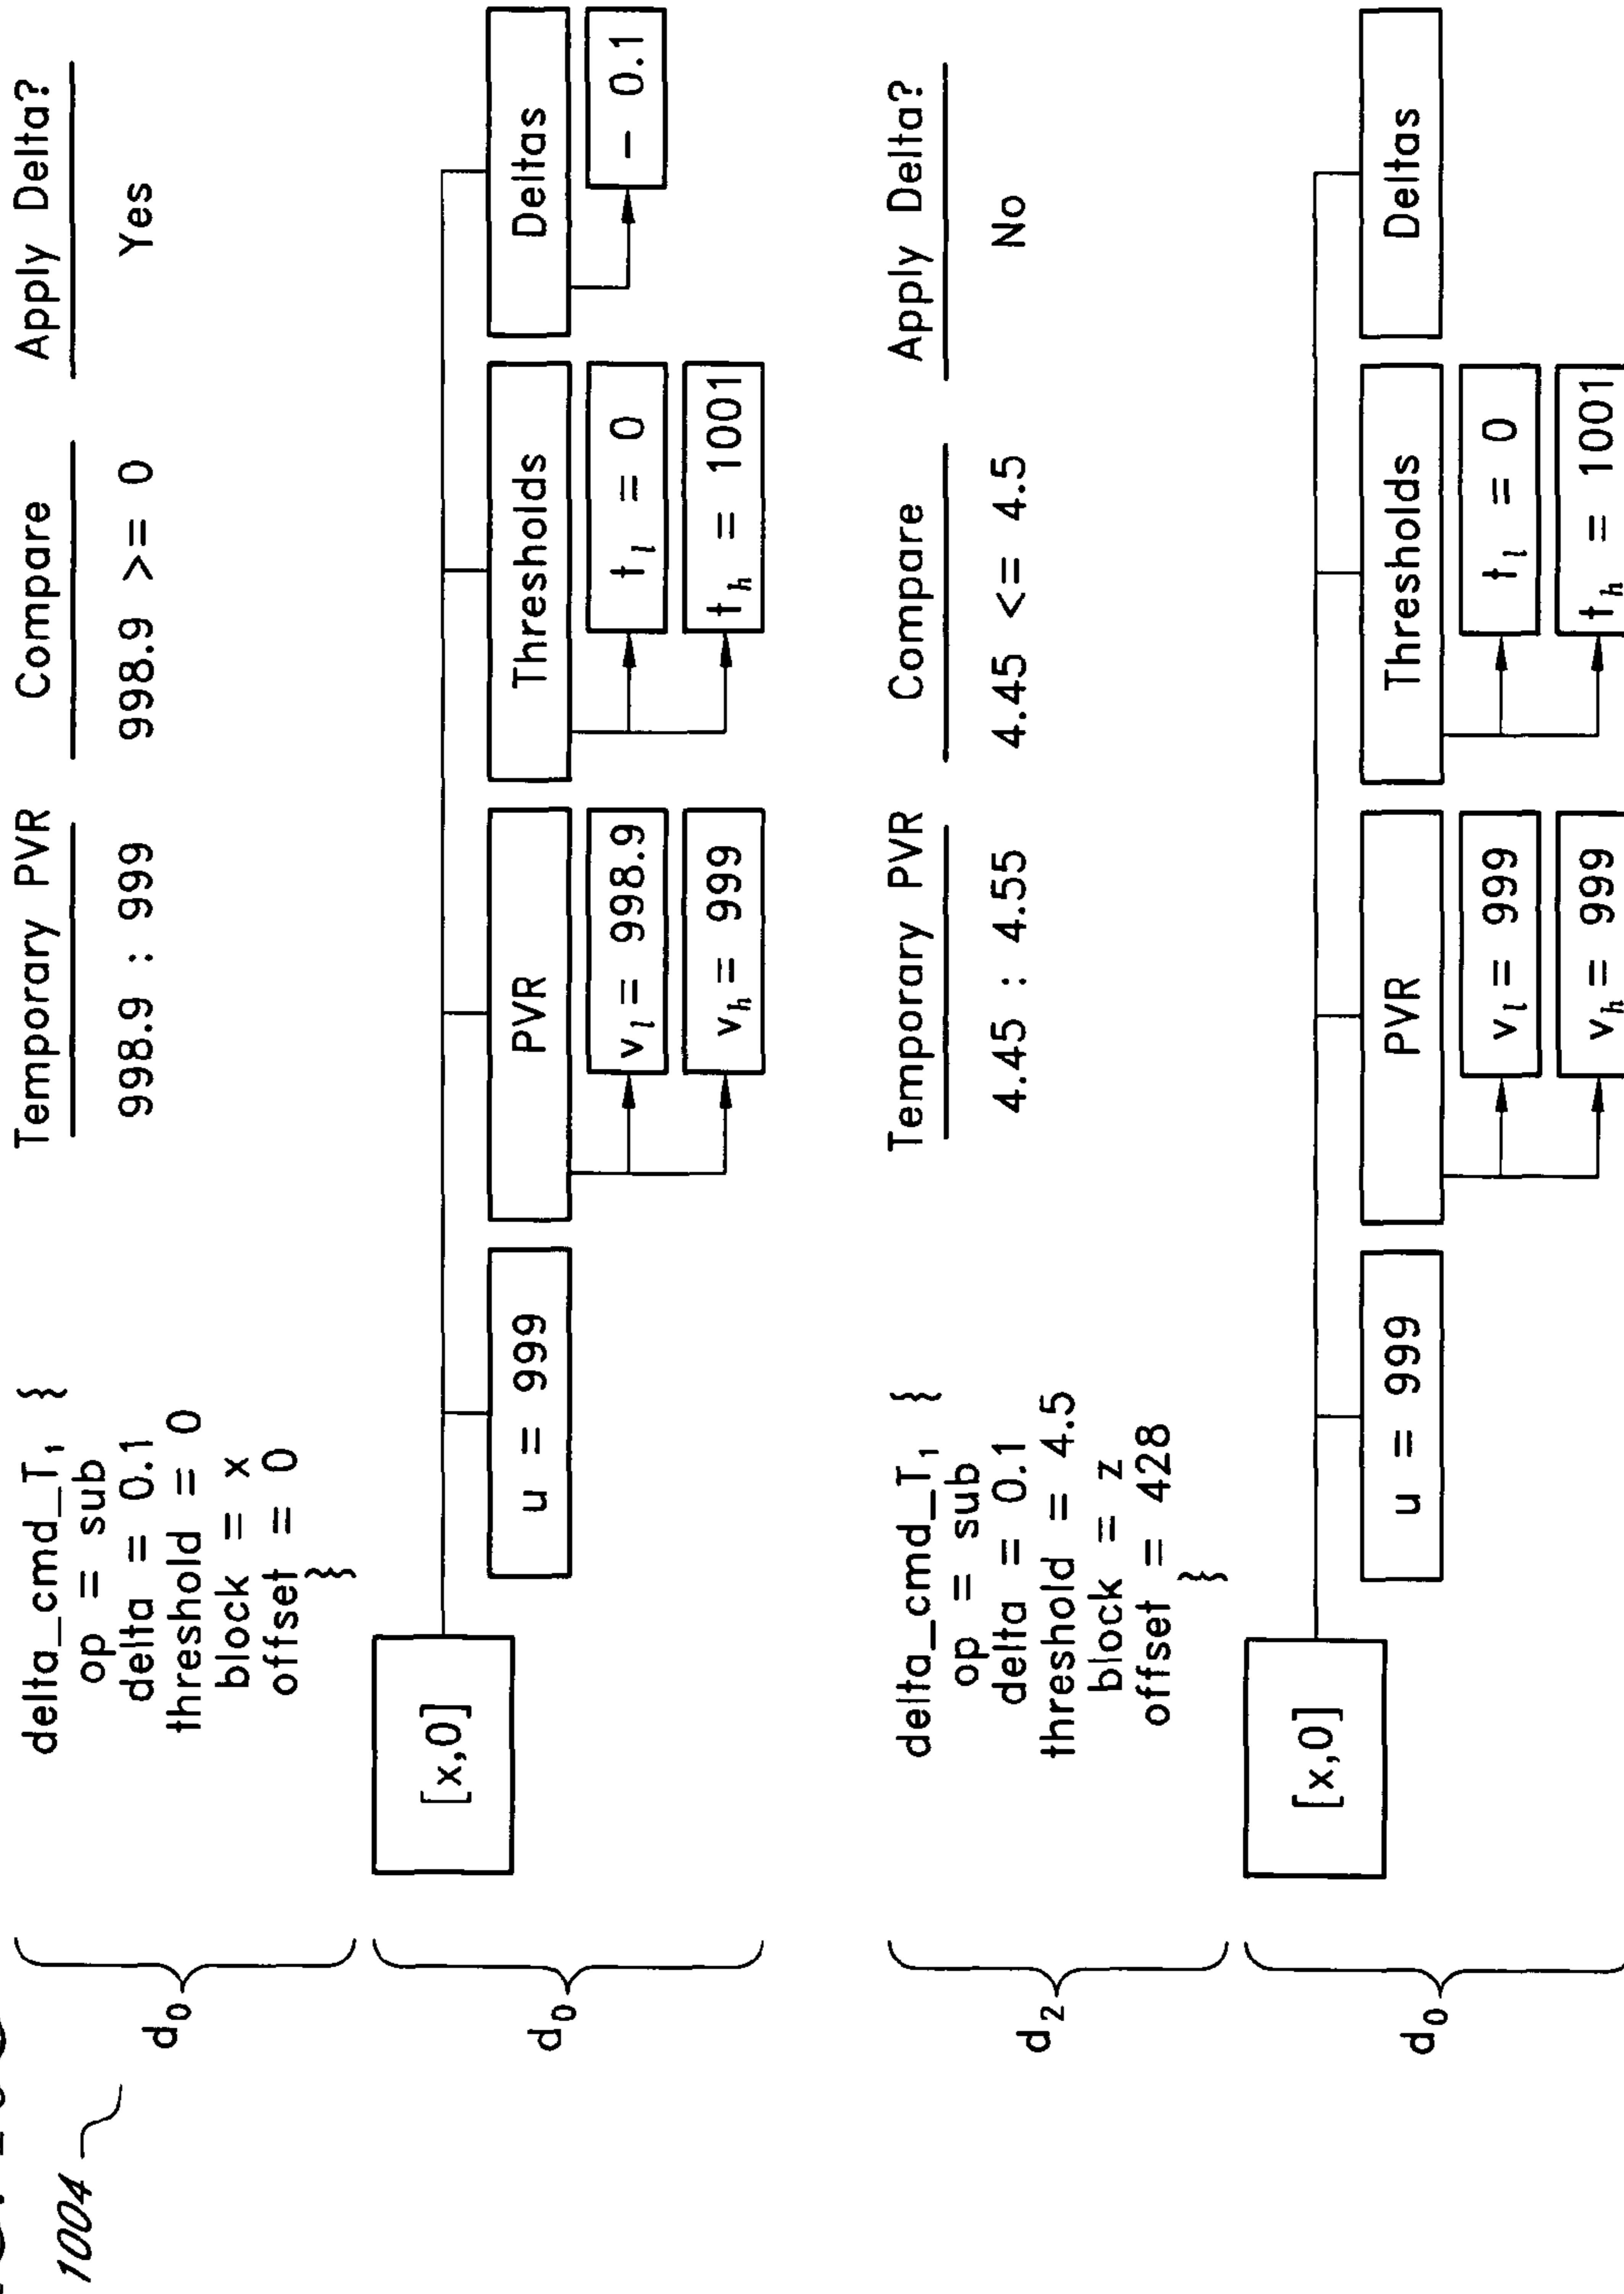 1004
d₀
delta_cmd_T₁ {
op = sub
delta = 0.1
threshold = 0
block = x
offset = 0
}
Temporary PVR
998.9 : 999
Compare
998.9 >= 0
Apply Delta?
Yes
d₀
[x,0]
u = 999
PVR
vₗ = 998.9
vₕ = 999
Thresholds
tₗ = 0
tₕ = 1001
Deltas
– 0.1
d₂
delta_cmd_T₁ {
op = sub
delta = 0.1
threshold = 4.5
block = z
offset = 428
}
Temporary PVR
4.45 : 4.55
Compare
4.45 <= 4.5
Apply Delta?
No
d₀
[x,0]
u = 999
PVR
vₗ = 999
vₕ = 999
Thresholds
tₗ = 0
tₕ = 1001
Deltas